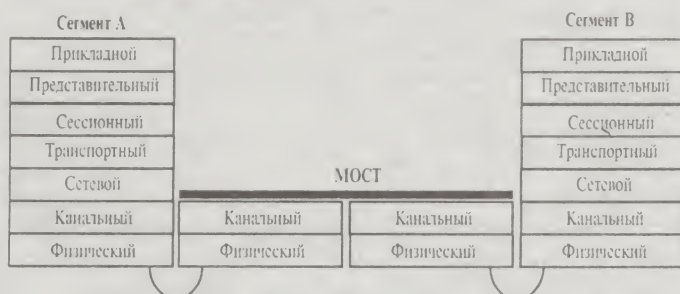 Сегмент А
Сегмент В
Прикладной
Прикладной
Представительный
Представительный
Сессионный
Сессионный
Транспортный
Транспортный
МОСТ
Сетевой
Сетевой
Канальный
Канальный
Канальный
Канальный
Физический
Физический
Физический
Физический